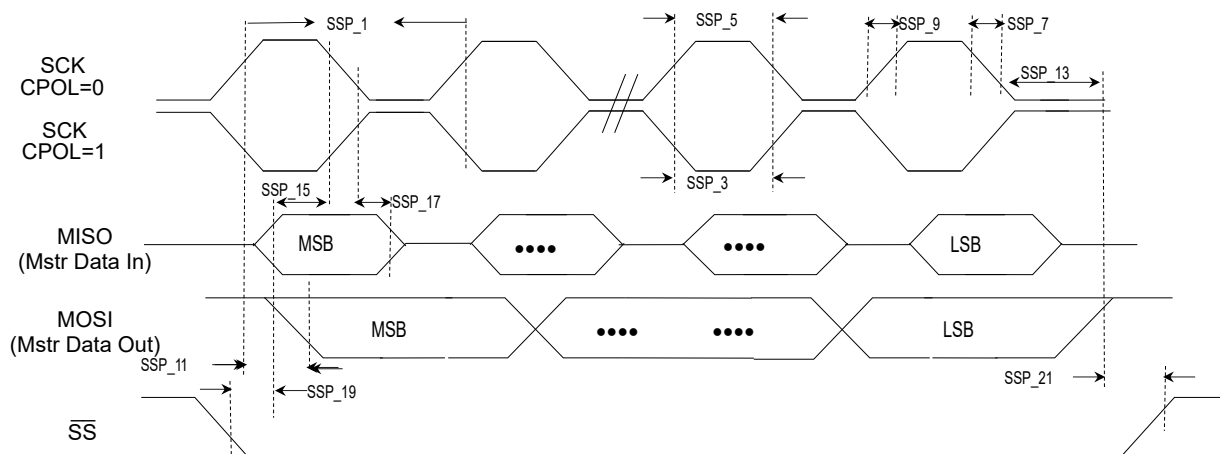 SSP_1
SSP_5
SSP_9
SSP_7
SCK
CPOL=0
SSP_13
SCK
CPOL=1
SSP_15
SSP_17
SSP_3
MISO
(Mstr Data In)
MSB
••••
••••
LSB
MOSI
(Mstr Data Out)
MSB
••••
••••
LSB
SSP_11
SSP_19
SSP_21
SS